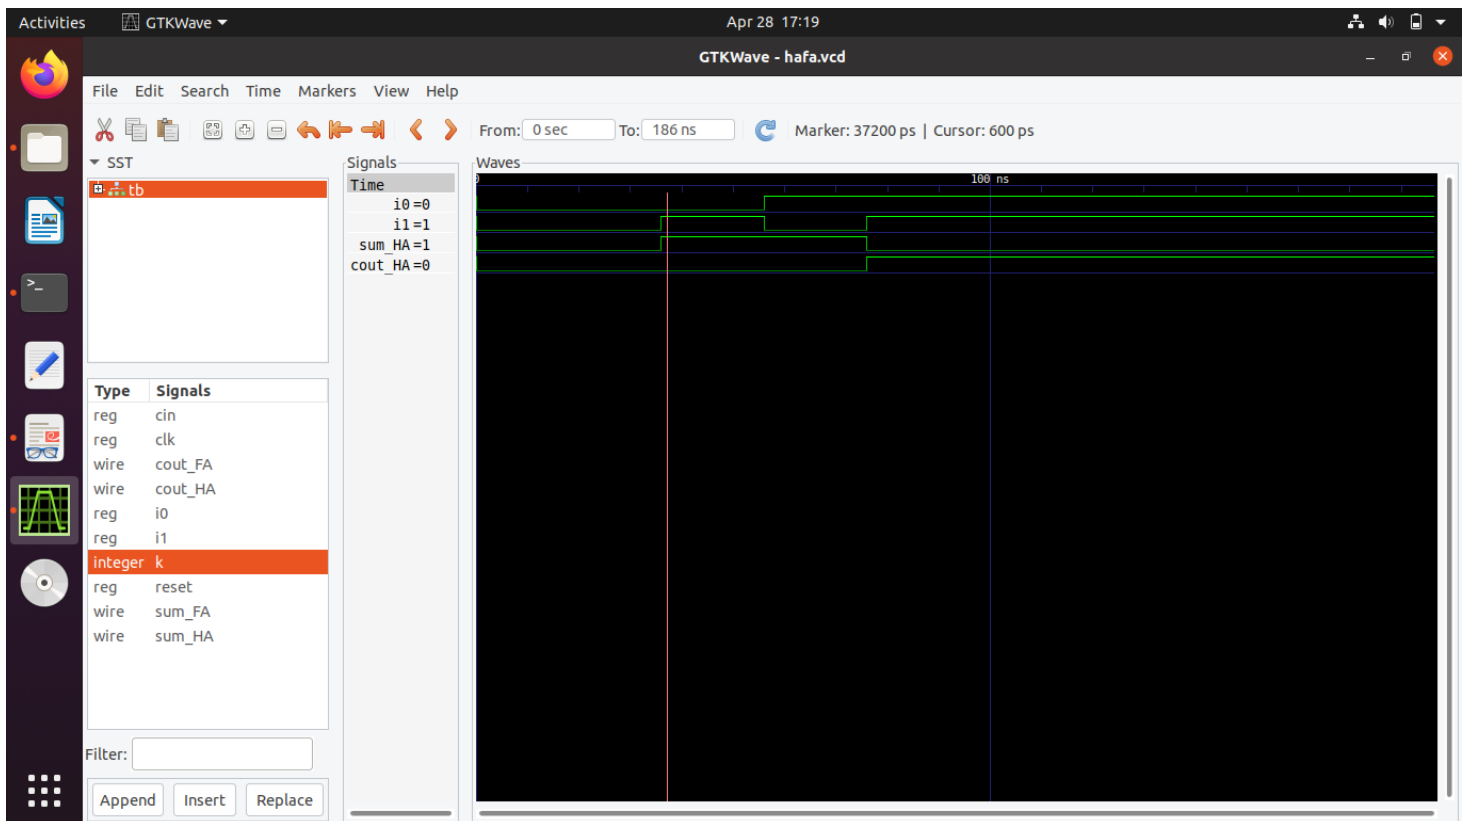 Activities GTKWave Apr 28 17:19
GTKWave - hafa.vcd
File Edit Search Time Markers View Help
From: 0 sec To: 186 ns Marker: 37200 ps | Cursor: 600 ps
SST
tb
Type Signals
reg cin
reg clk
wire cout_FA
wire cout_HA
reg i0
reg i1
integer k
reg reset
wire sum_FA
wire sum_HA
Filter:
Append Insert Replace
Signals
Time
i0=0
i1=1
sum_HA=1
cout_HA=0
Waves
0 100 ns